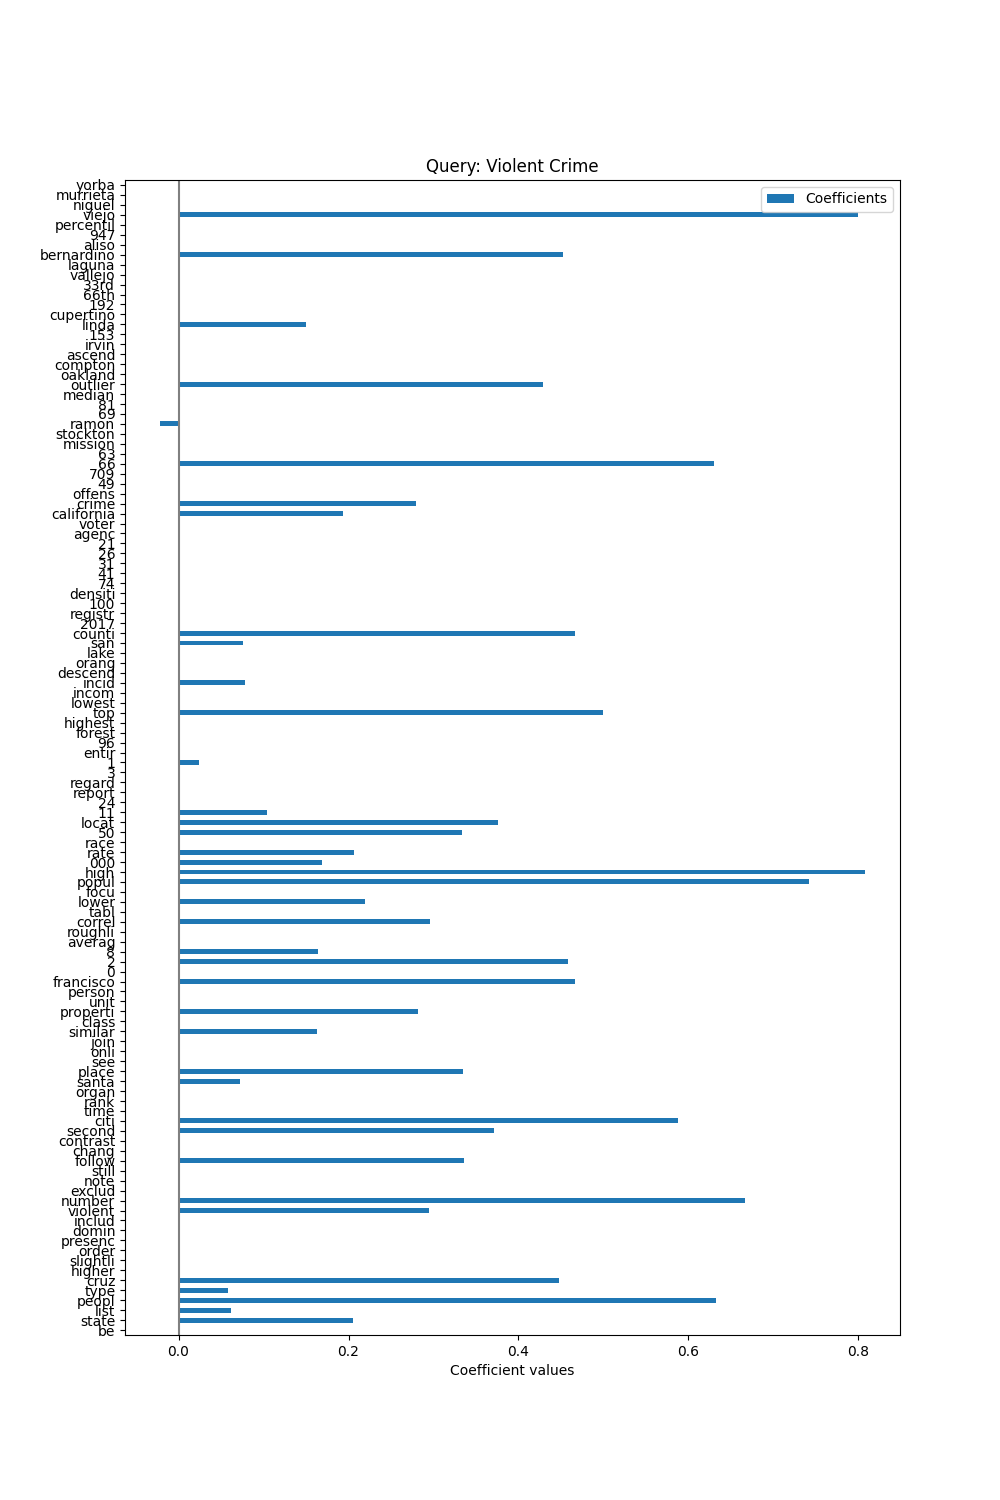 Query: Violent Crime
Coefficients
yorba
murrieta
niguel
viejo
percentil
947
aliso
bernardino
laguna
vallejo
33rd
66th
192
cupertino
linda
153
irvin
ascend
compton
oakland
outlier
median
81
69
ramon
stockton
mission
63
66
709
49
offens
crime
california
voter
agenc
21
26
31
41
74
densiti
100
registr
2017
counti
san
lake
orang
descend
incid
incom
lowest
top
highest
forest
96
entir
1
3
regard
report
24
11
locat
50
race
rate
000
high
popul
focu
lower
tabl
correl
roughli
averag
8
2
0
francisco
person
unit
properti
class
similar
join
onli
see
place
santa
organ
rank
time
citi
second
contrast
chang
follow
still
note
exclud
number
violent
includ
domin
presenc
order
slightli
higher
cruz
type
peopl
list
state
be
0.0 0.2 0.4 0.6 0.8
Coefficient values